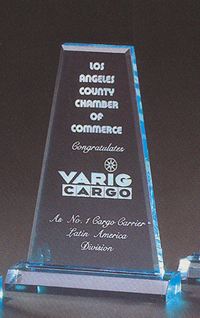 LOS
ANGELES
COUNTY
CHAMBER
OF
COMMERCE
Congratulates
VARIG
CARGO
As No. 1 Cargo Carrier
Latin America
Division